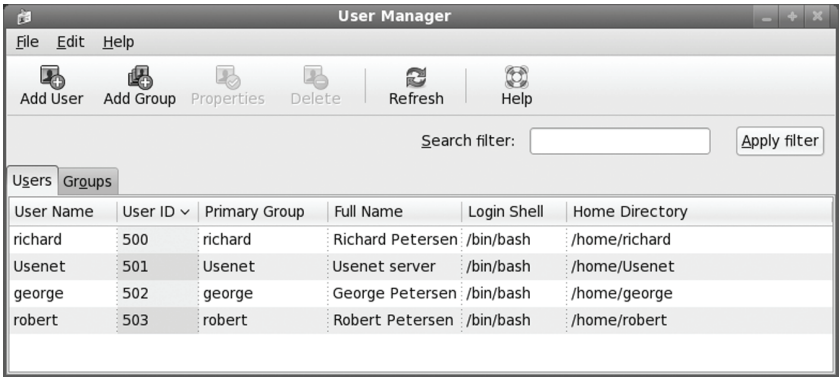 User Manager
File Edit Help
Add User Add Group Properties Delete Refresh Help
Search filter: Apply filter
Users Groups
User Name User ID Primary Group Full Name Login Shell Home Directory
richard 500 richard Richard Petersen /bin/bash /home/richard
Usenet 501 Usenet Usenet server /bin/bash /home/Usenet
george 502 george George Petersen /bin/bash /home/george
robert 503 robert Robert Petersen /bin/bash /home/robert